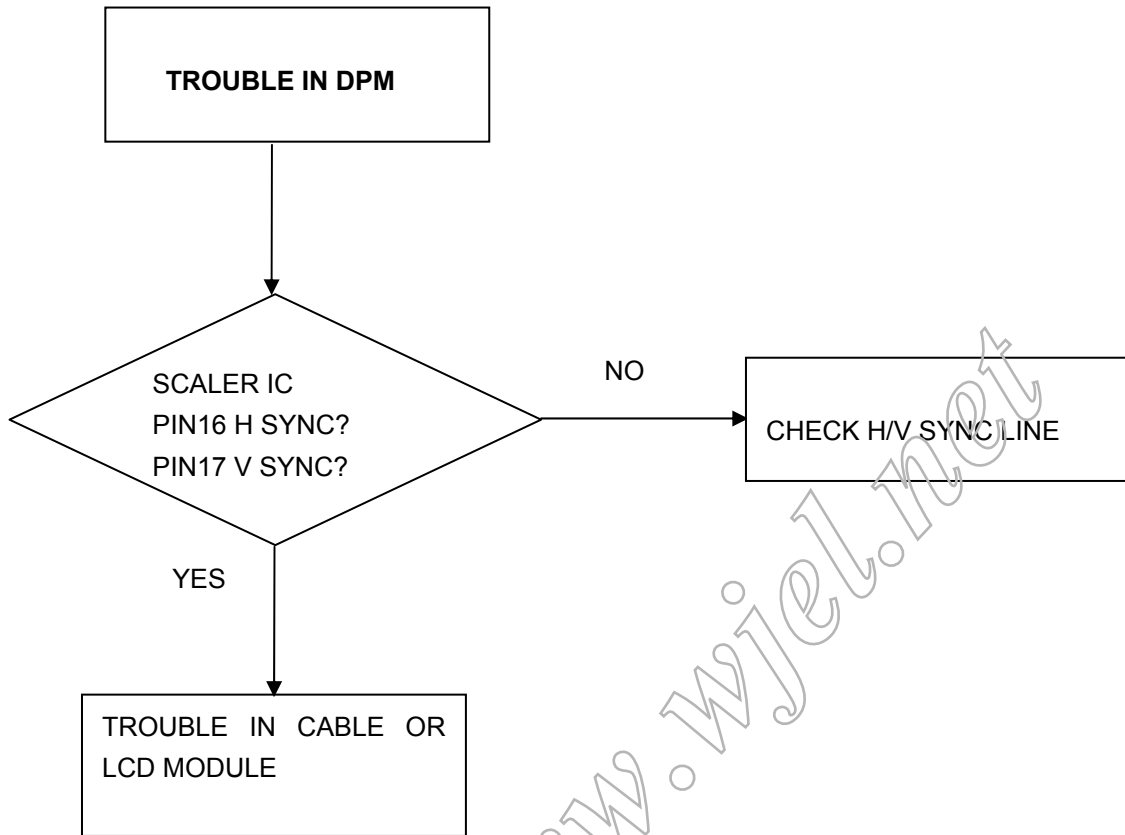 TROUBLE IN DPM
SCALER IC
PIN16 H SYNC?
PIN17 V SYNC?
NO
CHECK H/V SYNC LINE
YES
TROUBLE IN CABLE OR
LCD MODULE
w.wjel.net